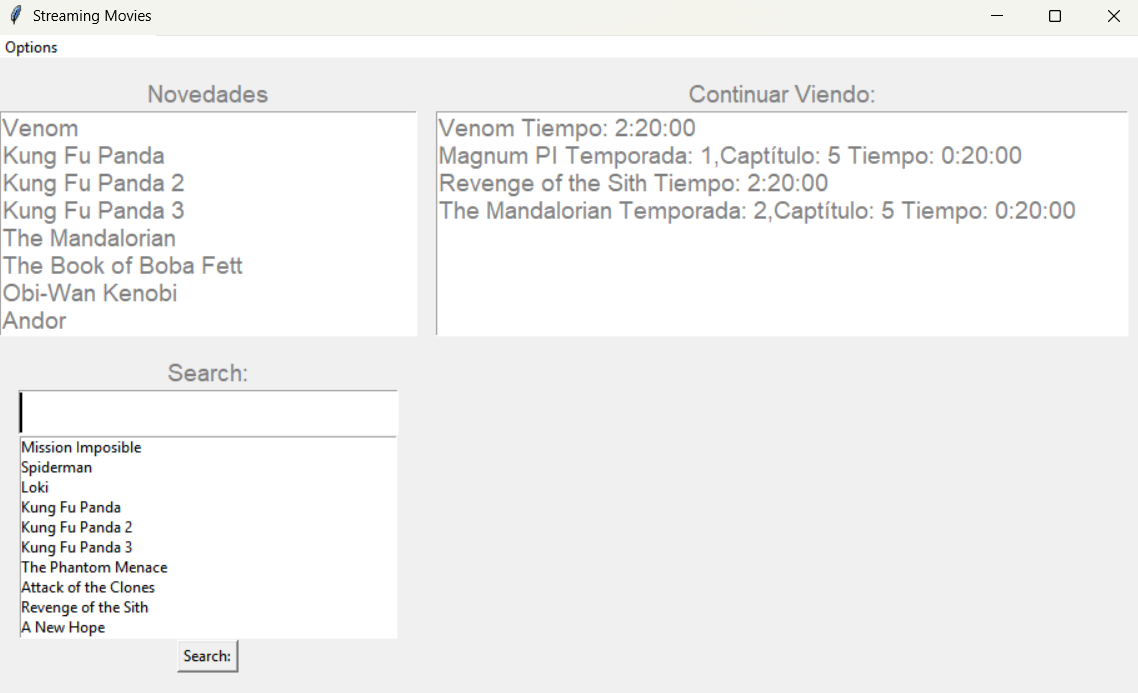 Streaming Movies
Options
Novedades
Venom
Kung Fu Panda
Kung Fu Panda 2
Kung Fu Panda 3
The Mandalorian
The Book of Boba Fett
Obi-Wan Kenobi
Andor
Continuar Viendo:
Venom Tiempo: 2:20:00
Magnum PI Temporada: 1,Captítulo: 5 Tiempo: 0:20:00
Revenge of the Sith Tiempo: 2:20:00
The Mandalorian Temporada: 2,Captítulo: 5 Tiempo: 0:20:00
Search:
Mission Imposible
Spiderman
Loki
Kung Fu Panda
Kung Fu Panda 2
Kung Fu Panda 3
The Phantom Menace
Attack of the Clones
Revenge of the Sith
A New Hope
Search: